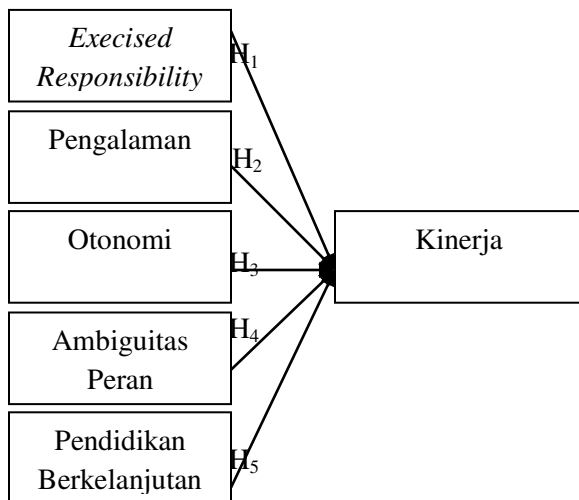 Execised
Responsibility
H₁
Pengalaman
H₂
Otonomi
Kinerja
H₃
Ambiguitas
Peran
H₄
Pendidikan
Berkelanjutan
H₅